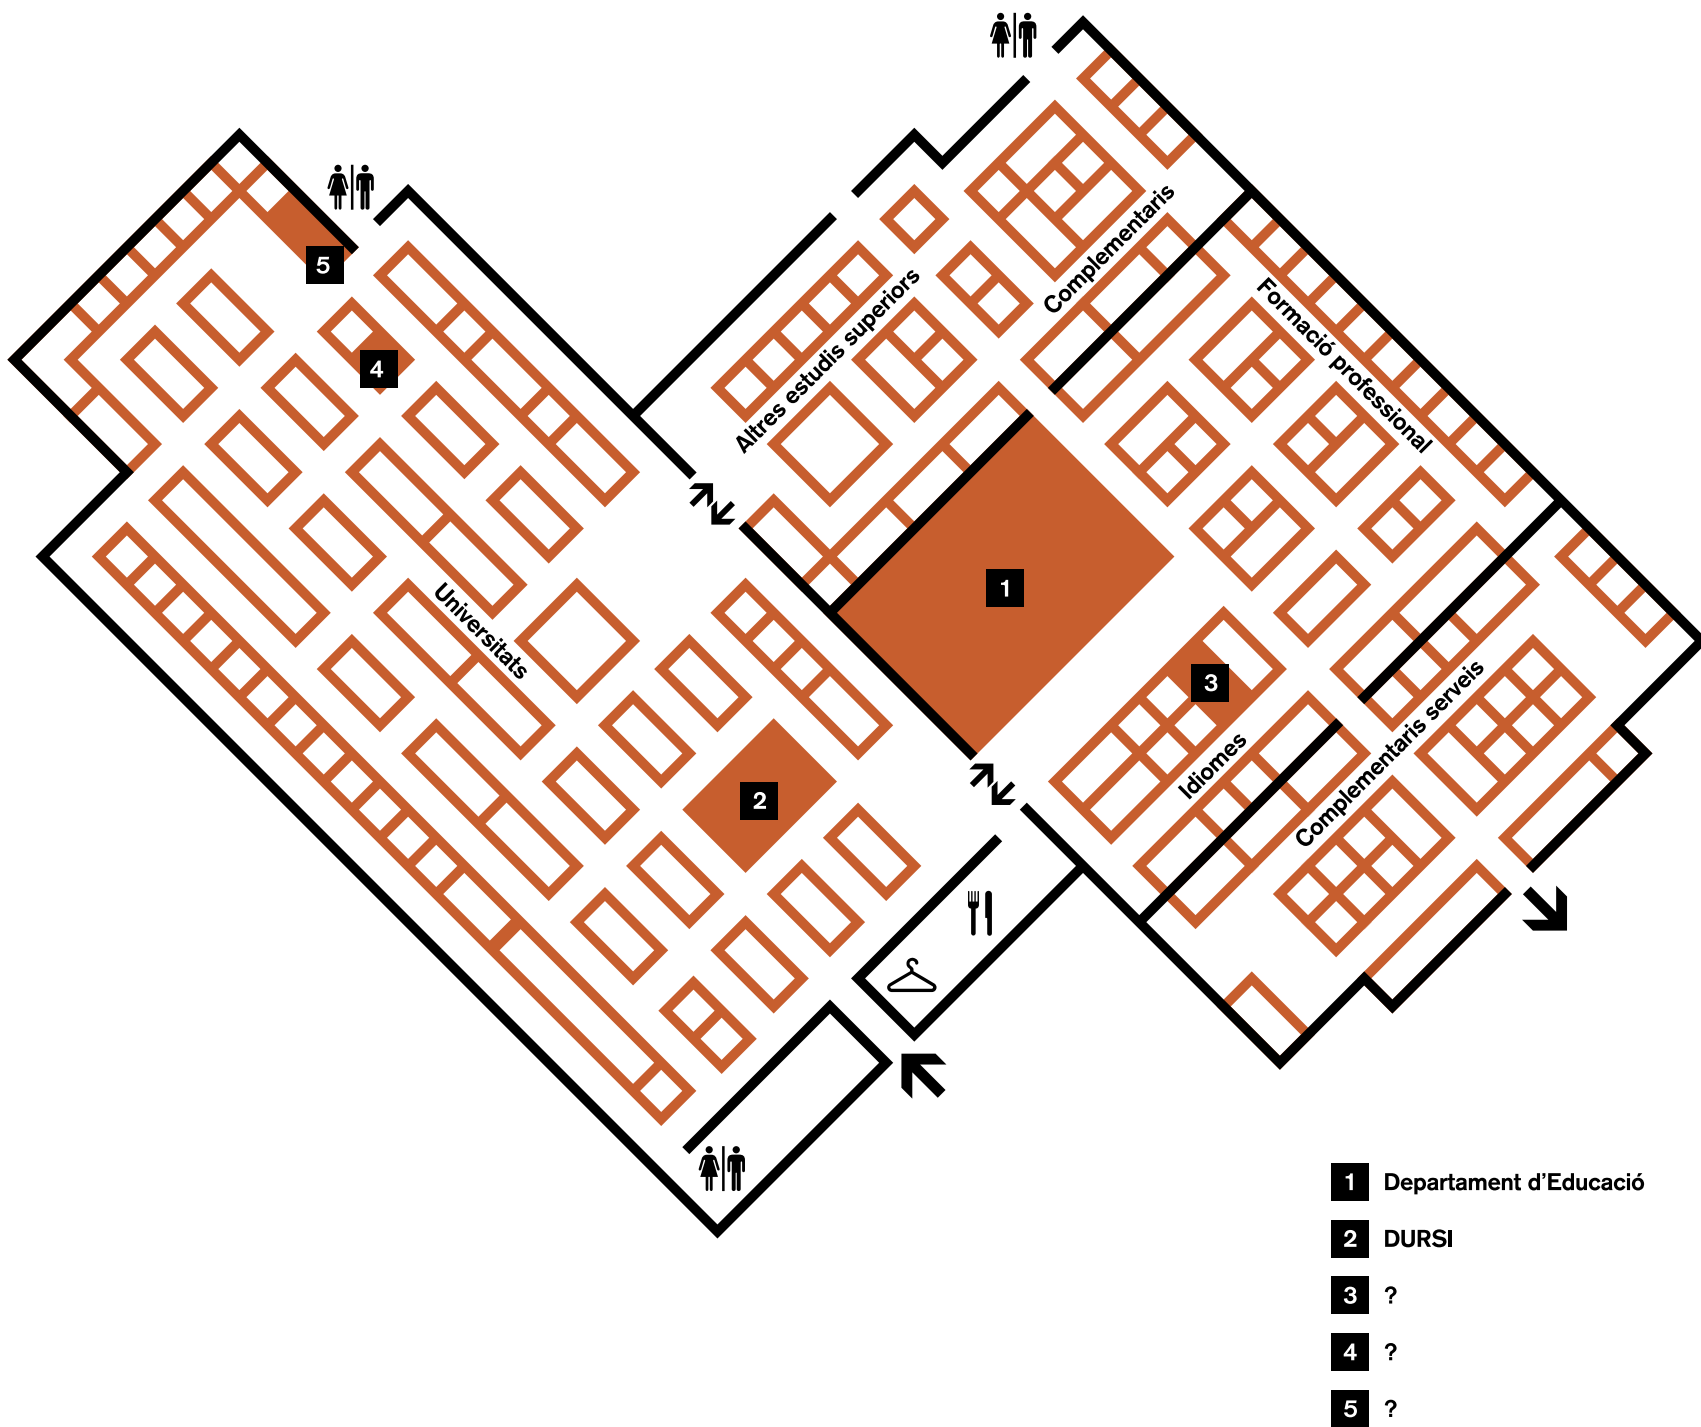 Complementaris
Altres estudis superiors
Formació professional
5
4
1
Universitats
3
2
Idiomes
Complementaris serveis
1 Departament d'Educació
2 DURSI
3 ?
4 ?
5 ?